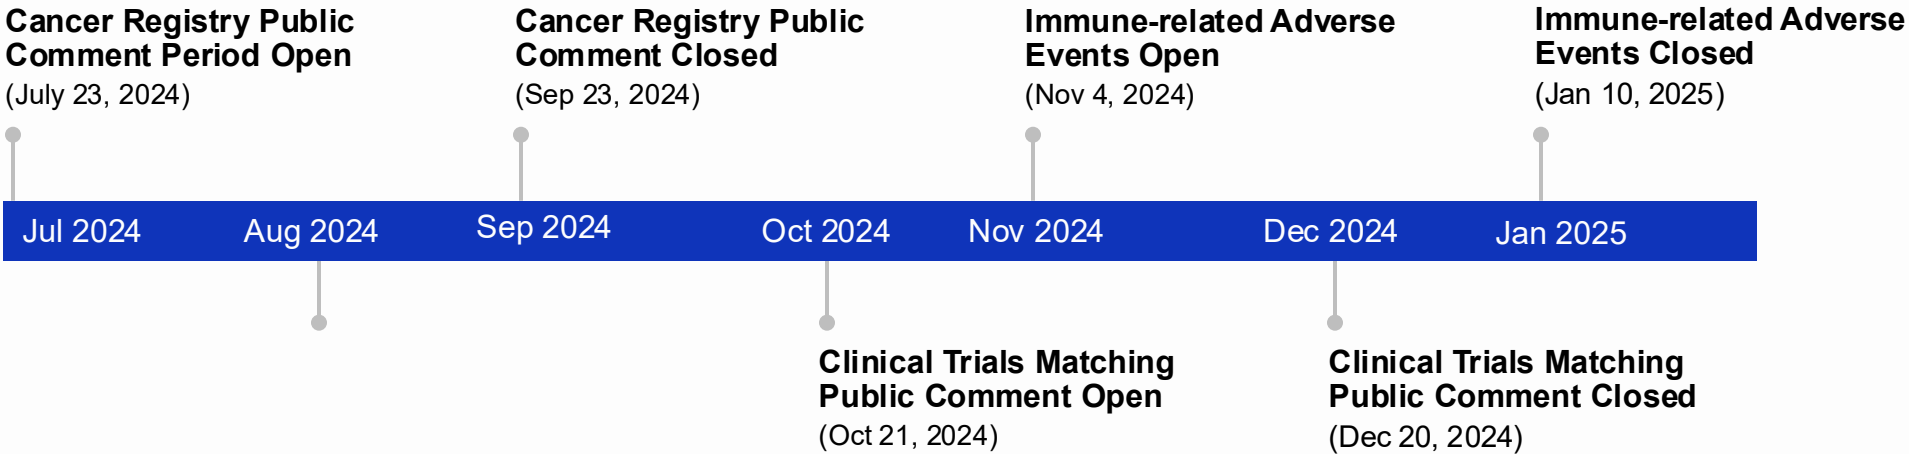 Cancer Registry Public
Comment Period Open
(July 23, 2024)
Cancer Registry Public
Comment Closed
(Sep 23, 2024)
Immune-related Adverse
Events Open
(Nov 4, 2024)
Immune-related Adverse
Events Closed
(Jan 10, 2025)
Jul 2024
Aug 2024
Sep 2024
Oct 2024
Nov 2024
Dec 2024
Jan 2025
Clinical Trials Matching
Public Comment Open
(Oct 21, 2024)
Clinical Trials Matching
Public Comment Closed
(Dec 20, 2024)